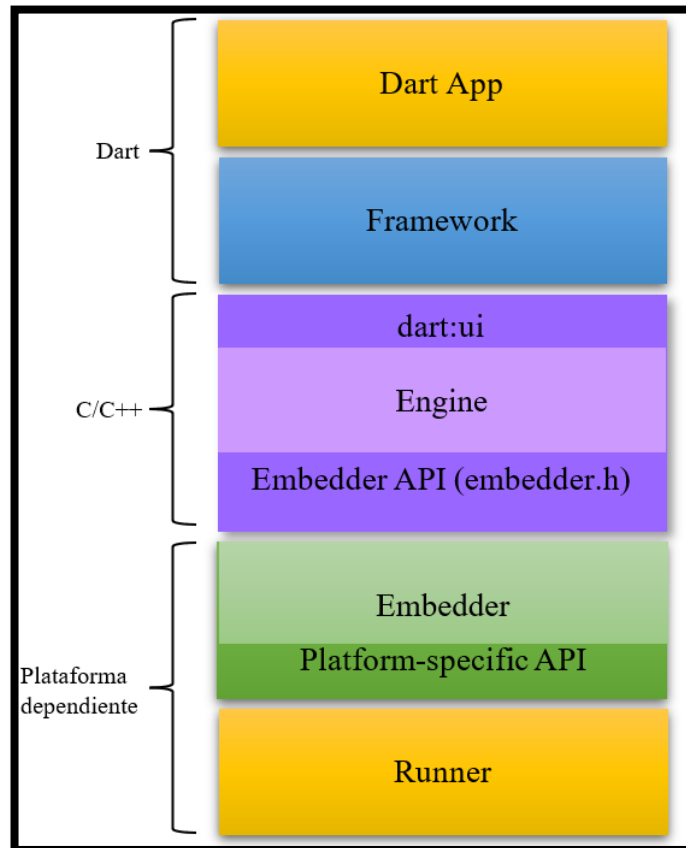 Dart App
Dart
Framework
dart:ui
C/C++
Engine
Embedder API (embedder.h)
Embedder
Platform-specific API
Plataforma
dependiente
Runner